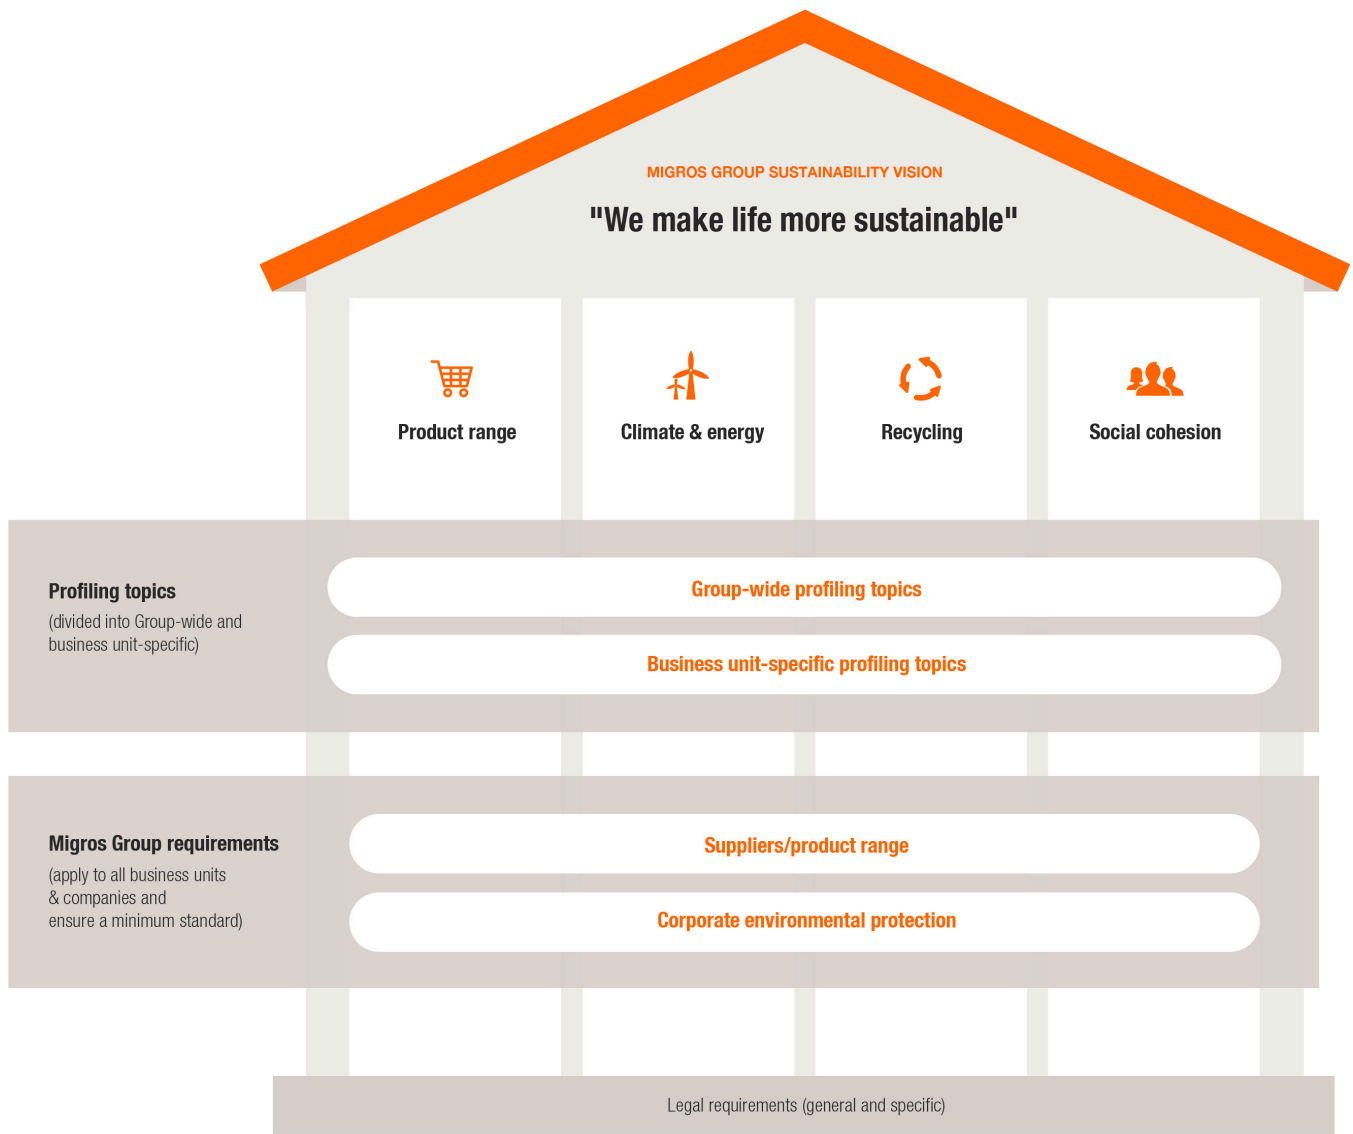 MIGROS GROUP SUSTAINABILITY VISION
"We make life more sustainable"
Product range
Climate & energy
Recycling
Social cohesion
Profiling topics
(divided into Group-wide and
business unit-specific)
Group-wide profiling topics
Business unit-specific profiling topics
Migros Group requirements
(apply to all business units
& companies and
ensure a minimum standard)
Suppliers/product range
Corporate environmental protection
Legal requirements (general and specific)